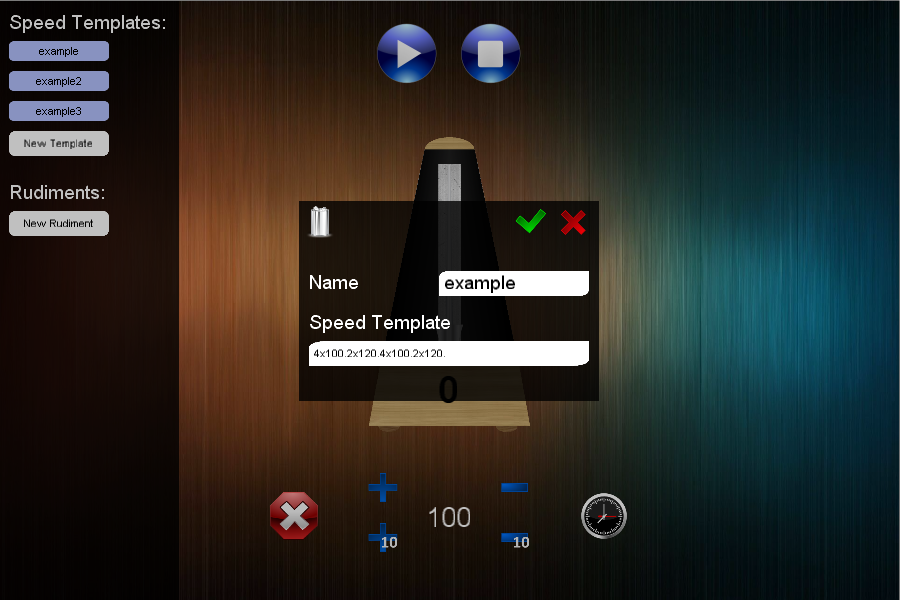 Speed Templates:
example
example2
example3
New Template
Rudiments:
New Rudiment
Name
example
Speed Template
4x100.2x120.4x100.2x120.
0
100
10
10